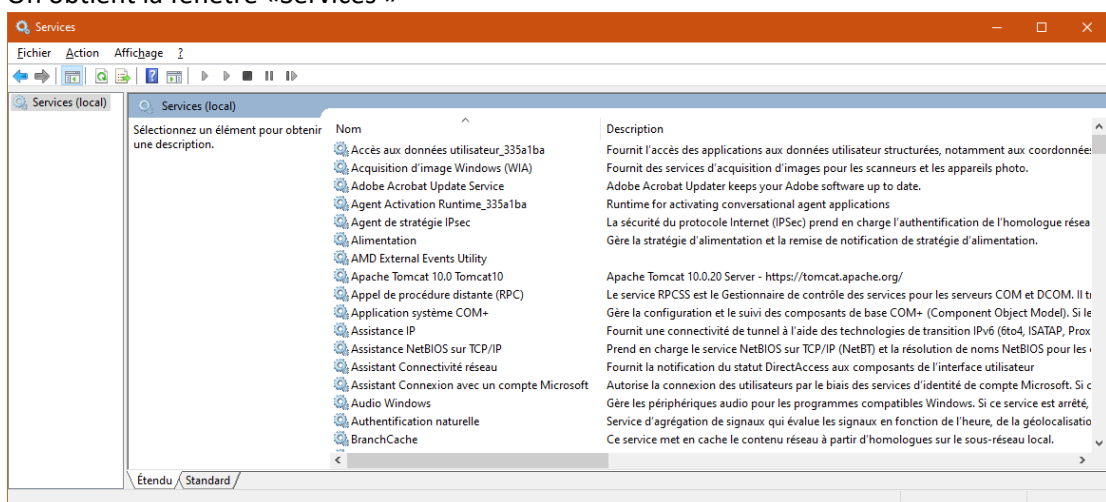 On obtient la fenêtre «Services »
Services
Fichier Action Affichage ?
Services (local)
Services (local)
Sélectionnez un élément pour obtenir
une description.
Nom Description
Accès aux données utilisateur_335a1ba Fournit l'accès des applications aux données utilisateur structurées, notamment aux coordonnée
Acquisition d'image Windows (WIA) Fournit des services d'acquisition d'images pour les scanneurs et les appareils photo.
Adobe Acrobat Update Service Adobe Acrobat Updater keeps your Adobe software up to date.
Agent Activation Runtime_335a1ba Runtime for activating conversational agent applications
Agent de stratégie IPsec La sécurité du protocole Internet (IPSec) prend en charge l'authentification de l'homologue résea
Alimentation Gère la stratégie d'alimentation et la remise de notification de stratégie d'alimentation.
AMD External Events Utility
Apache Tomcat 10.0 Tomcat10 Apache Tomcat 10.0.20 Server - https://tomcat.apache.org/
Appel de procédure distante (RPC) Le service RPCSS est le Gestionnaire de contrôle des services pour les serveurs COM et DCOM. Il t
Application système COM+ Gère la configuration et le suivi des composants de base COM+ (Component Object Model). Si le
Assistance IP Fournit une connectivité de tunnel à l'aide des technologies de transition IPv6 (6to4, ISATAP, Prox
Assistance NetBIOS sur TCP/IP Prend en charge le service NetBIOS sur TCP/IP (NetBT) et la résolution de noms NetBIOS pour les
Assistant Connectivité réseau Fournit la notification du statut DirectAccess aux composants de l'interface utilisateur
Assistant Connexion avec un compte Microsoft Autorise la connexion des utilisateurs par le biais des services d'identité de compte Microsoft. Si c
Audio Windows Gère les périphériques audio pour les programmes compatibles Windows. Si ce service est arrêté,
Authentification naturelle Service d'agrégation de signaux qui évalue les signaux en fonction de l'heure, de la géolocalisatio
BranchCache Ce service met en cache le contenu réseau à partir d'homologues sur le sous-réseau local.
Étendu Standard